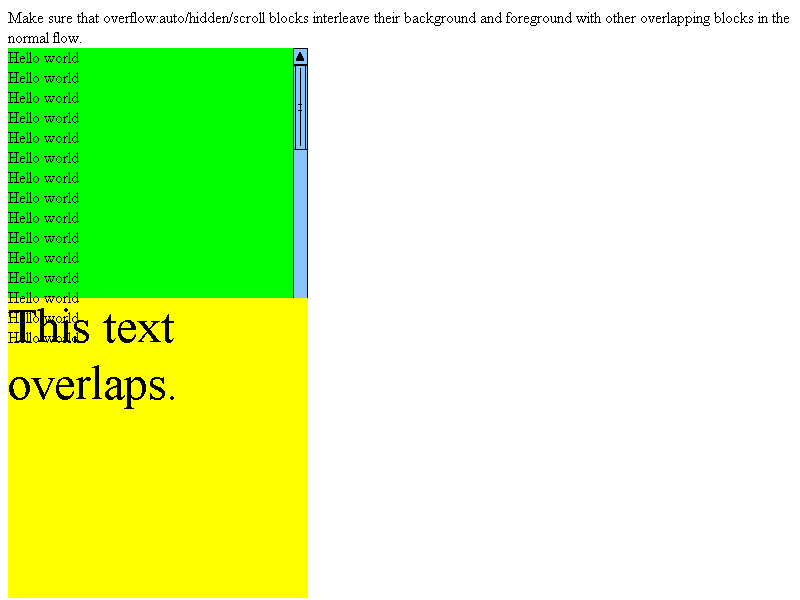 Make sure that overflow:auto/hidden/scroll blocks interleave their background and foreground with other overlapping blocks in the
normal flow.
Hello world
Hello world
Hello world
Hello world
Hello world
Hello world
Hello world
Hello world
Hello world
Hello world
Hello world
Hello world
Hello world
Hello world
This text
Hello world
overlaps.